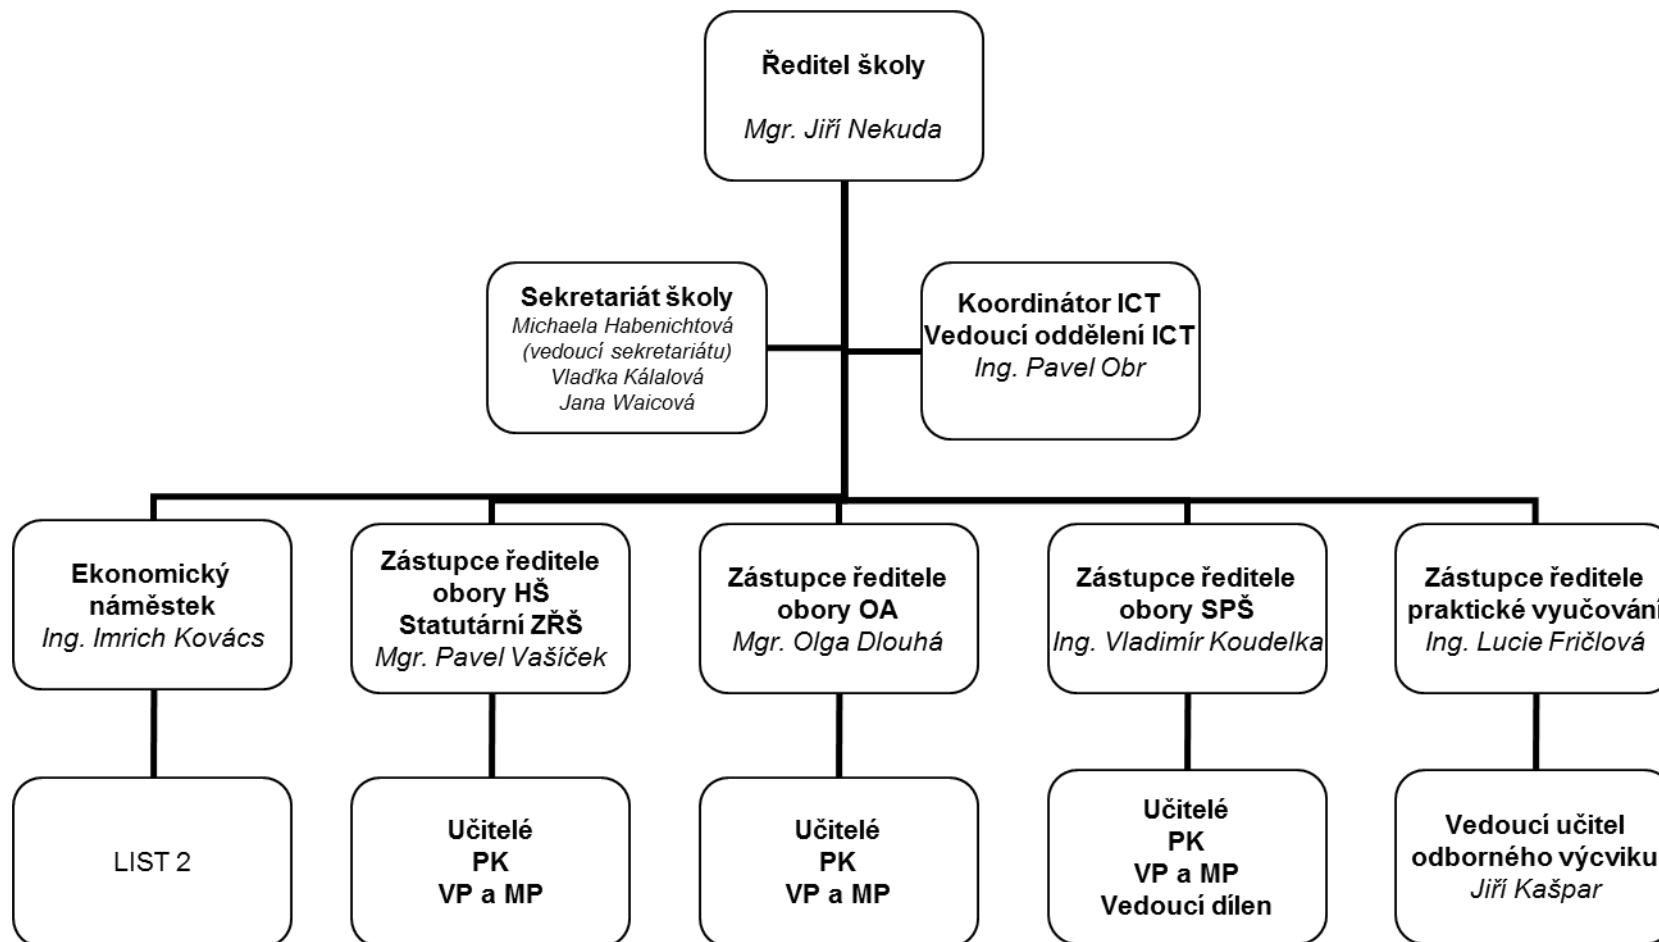 Ředitel školy
Mgr. Jiří Nekuda
Sekretariát školy
Michaela Habenichtová
(vedoucí sekretariátu)
Vlaďka Kálalová
Jana Waicová
Koordinátor ICT
Vedoucí oddělení ICT
Ing. Pavel Obr
Ekonomický
náměstek
Ing. Imrich Kovács
Zástupce ředitele
obory HŠ
Statutární ZŘŠ
Mgr. Pavel Vašíček
Zástupce ředitele
obory OA
Mgr. Olga Dlouhá
Zástupce ředitele
obory SPŠ
Ing. Vladimír Koudelka
Zástupce ředitele
praktické vyučování
Ing. Lucie Fričlová
LIST 2
Učitelé
PK
VP a MP
Učitelé
PK
VP a MP
Učitelé
PK
VP a MP
Vedoucí dílen
Vedoucí učitel
odborného výcviku
Jiří Kašpar